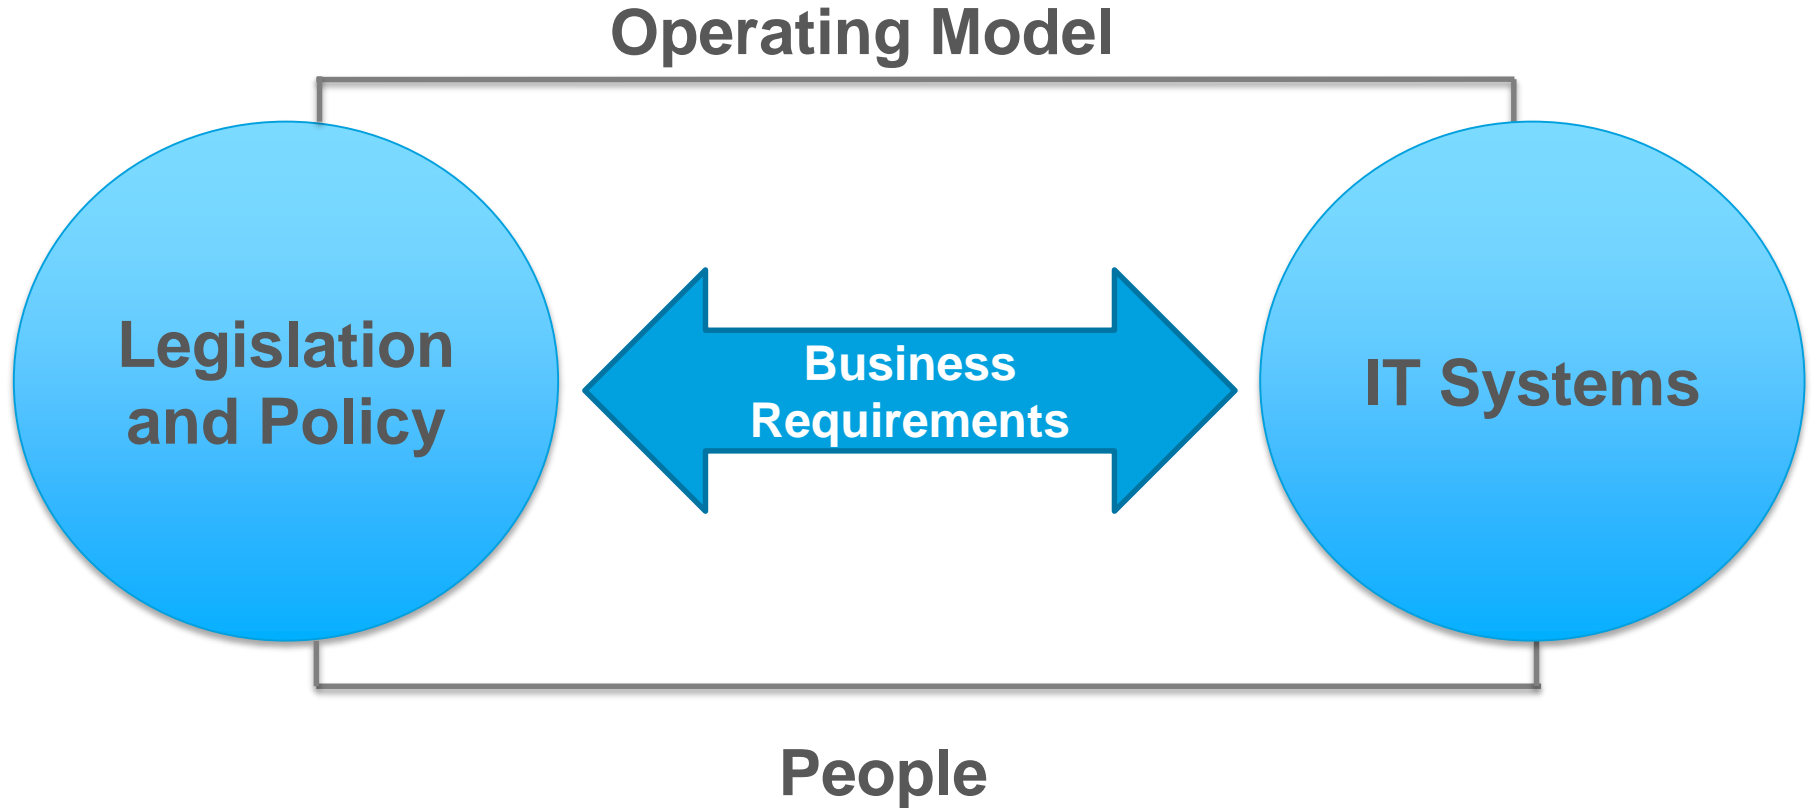 Operating Model
Legislation
and Policy
Business
Requirements
IT Systems
People